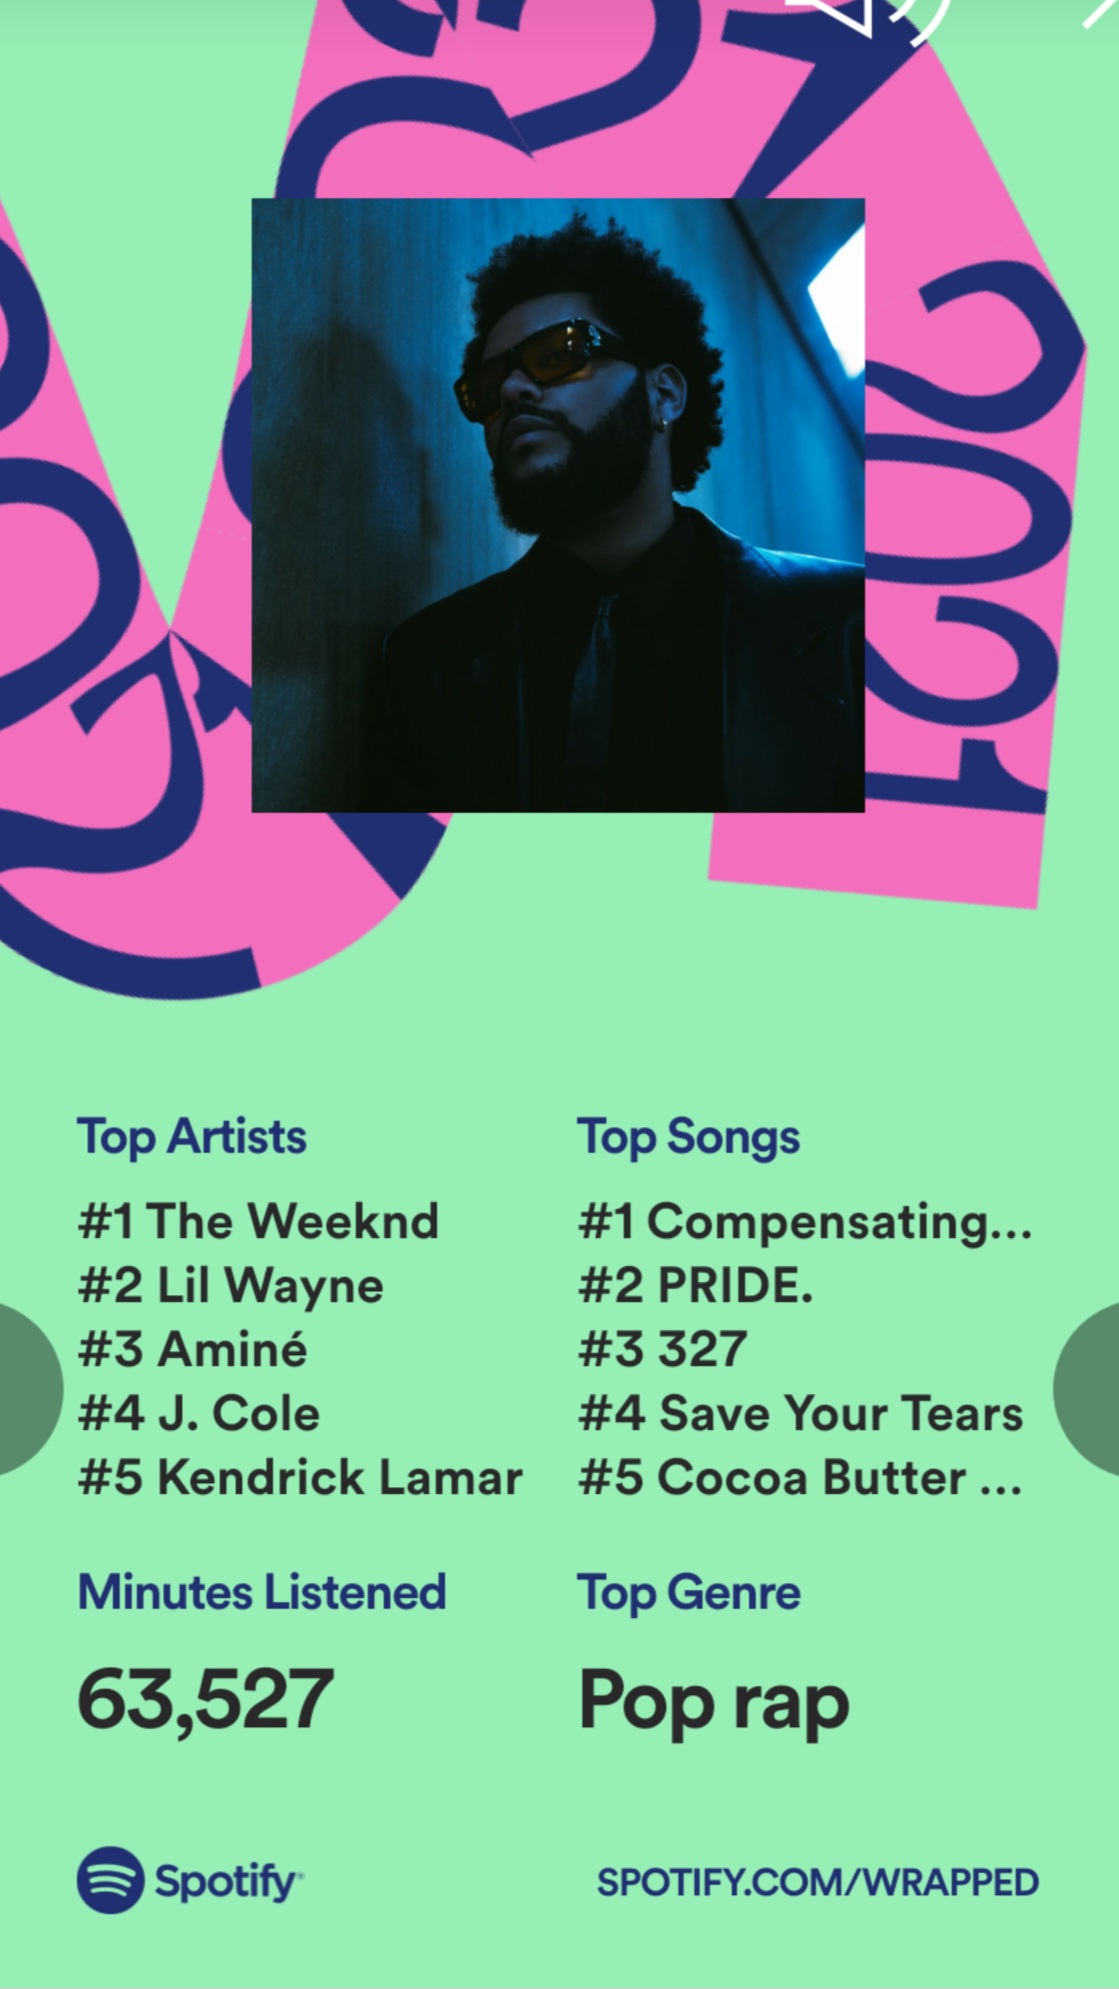 2021
Top Artists
#1 The Weeknd
#2 Lil Wayne
#3 Aminé
#4 J. Cole
#5 Kendrick Lamar
Top Songs
#1 Compensating...
#2 PRIDE.
#3 327
#4 Save Your Tears
#5 Cocoa Butter ...
Minutes Listened
63,527
Top Genre
Pop rap
Spotify
SPOTIFY.COM/WRAPPED